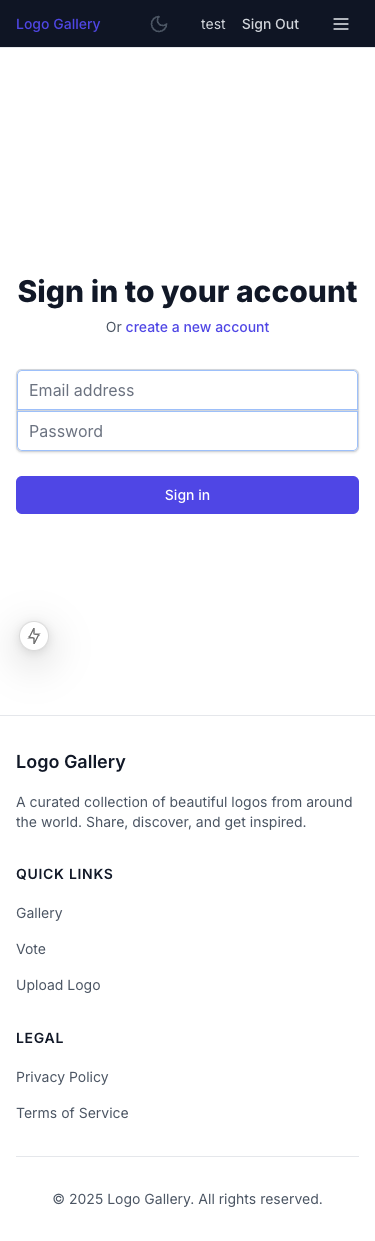 Logo Gallery
test
Sign Out
Sign in to your account
Or create a new account
Email address
Password
Sign in
Logo Gallery
A curated collection of beautiful logos from around
the world. Share, discover, and get inspired.
QUICK LINKS
Gallery
Vote
Upload Logo
LEGAL
Privacy Policy
Terms of Service
© 2025 Logo Gallery. All rights reserved.